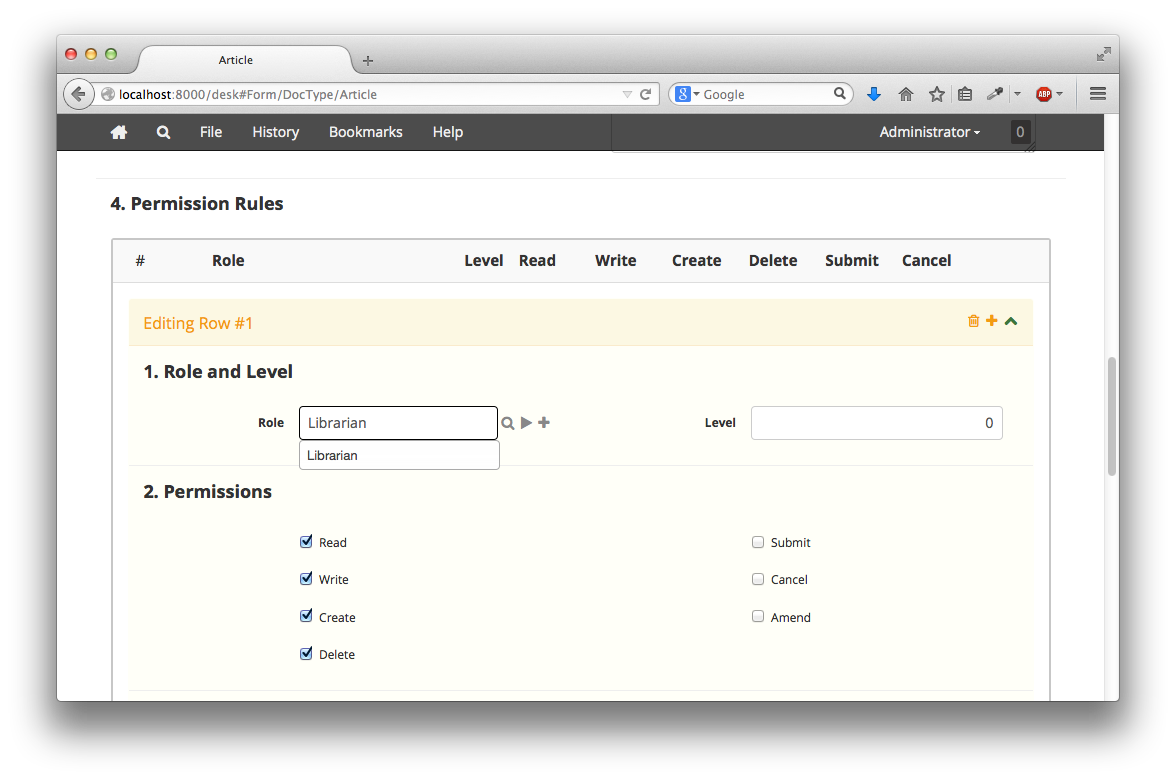 Article
localhost:8000/desk#Form/DocType/Article
8 Google
ABP
File History Bookmarks Help Administrator 0
4. Permission Rules
# Role Level Read Write Create Delete Submit Cancel
Editing Row #1
1. Role and Level
Role Librarian Level 0
Librarian
2. Permissions
Read Submit
Write Cancel
Create Amend
Delete